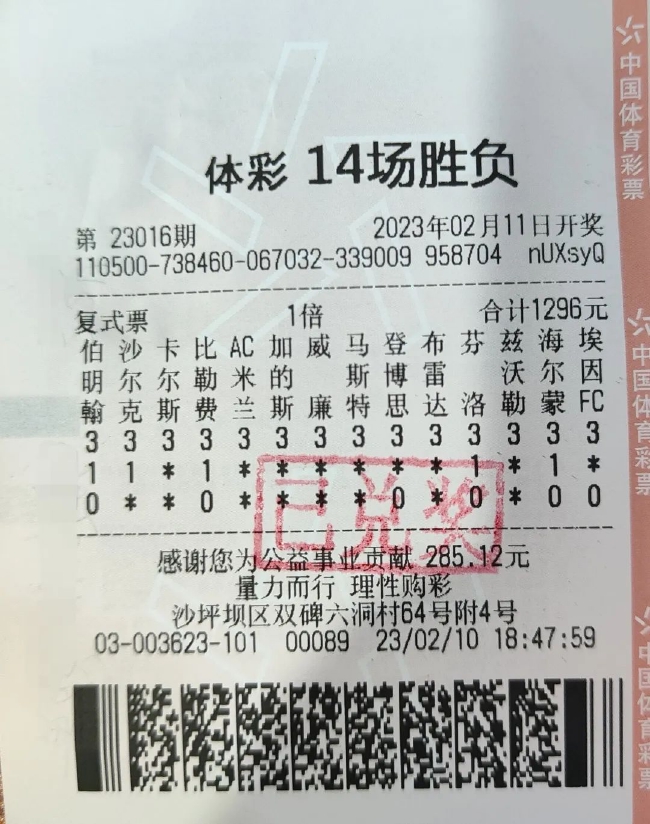 体彩 14场胜负
第 23016期 2023年02月11日开奖
110500-738460-067032-339009 958704 nUXsyQ
复式票 1倍 合计1296元
伯 沙 卡 比 AC 加 威 马 登 布 芬 兹 海 埃
明 尔 尔 勒 米 的 斯 博 雷 沃 尔 因
翰 克 斯 费 兰 斯 廉 特 思 达 洛 勒 蒙 FC
3 3 3 3 3 3 3 3 3 3 3 3 3 3
1 1 * 1 * * * * * * 1 * 1 *
0 * * 0 * * * * 0 * 0 * 0 0
已兑奖
感谢您为公益事业贡献 285.12元
量力而行 理性购彩
沙坪坝区双碑六洞村64号附4号
03-003623-101 00089 23/02/10 18:47:59
中国体育彩票
中国体育彩票
中国体育彩票